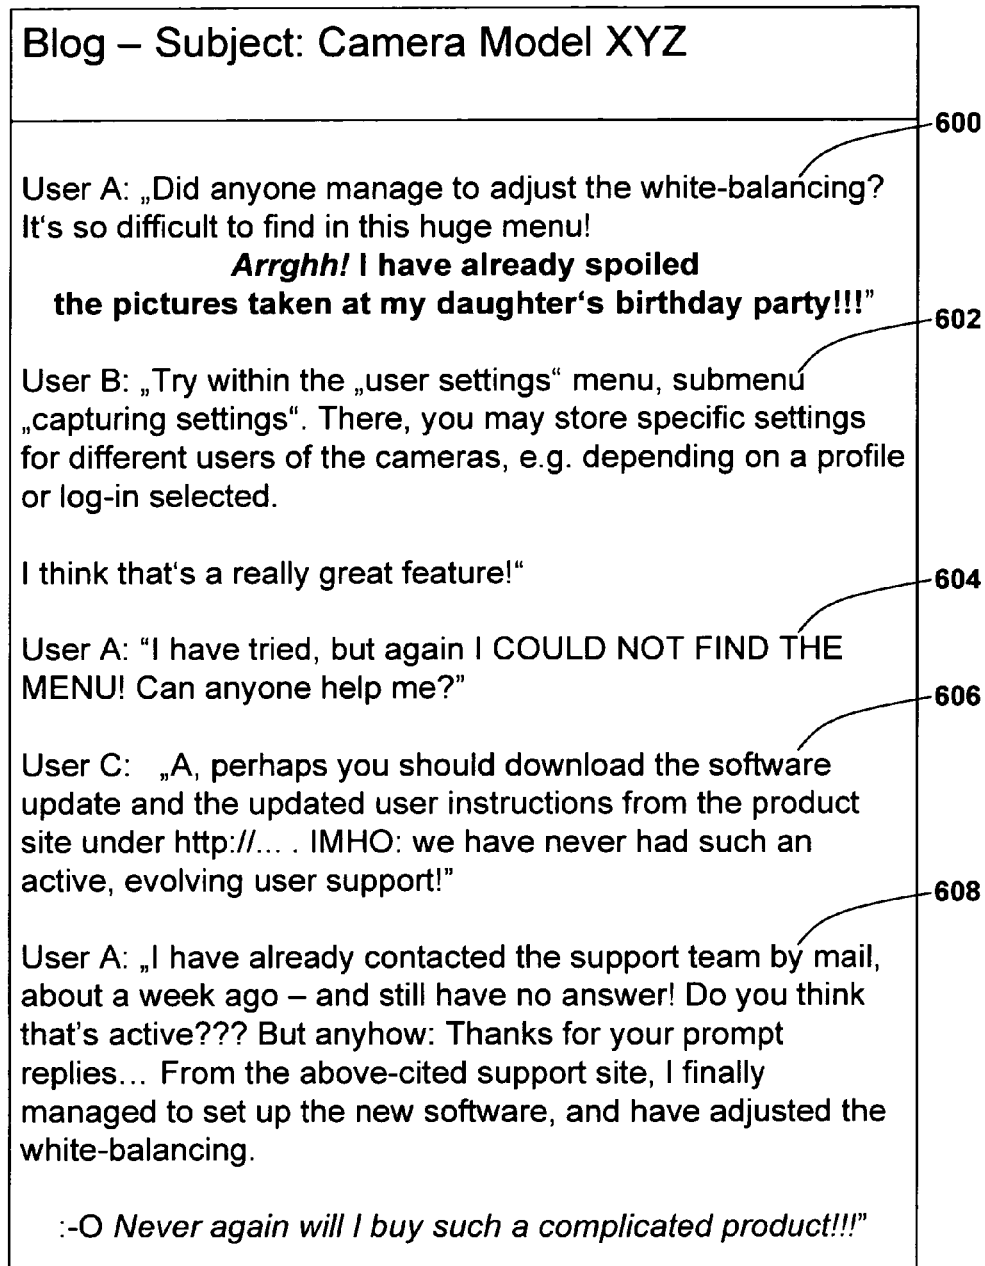 Blog – Subject: Camera Model XYZ
600
User A: „Did anyone manage to adjust the white-balancing?
It's so difficult to find in this huge menu!
Arrghh! I have already spoiled
the pictures taken at my daughter's birthday party!!!”
602
User B: „Try within the „user settings“ menu, submenu
„capturing settings“. There, you may store specific settings
for different users of the cameras, e.g. depending on a profile
or log-in selected.
I think that's a really great feature!“
604
User A: “I have tried, but again I COULD NOT FIND THE
MENU! Can anyone help me?”
606
User C: „A, perhaps you should download the software
update and the updated user instructions from the product
site under http://... . IMHO: we have never had such an
active, evolving user support!”
608
User A: „I have already contacted the support team by mail,
about a week ago – and still have no answer! Do you think
that's active??? But anyhow: Thanks for your prompt
replies... From the above-cited support site, I finally
managed to set up the new software, and have adjusted the
white-balancing.
:-O Never again will I buy such a complicated product!!!”